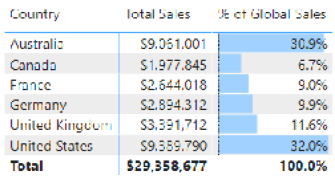 Country Total Sales % of Global Sales
Australia $9,061,001 30.9%
Canada $1,977,845 6.7%
France $2,644,018 9.0%
Germany $2,894,312 9.9%
United Kingdom $3,391,712 11.6%
United States $9,389,790 32.0%
Total $29,358,677 100.0%